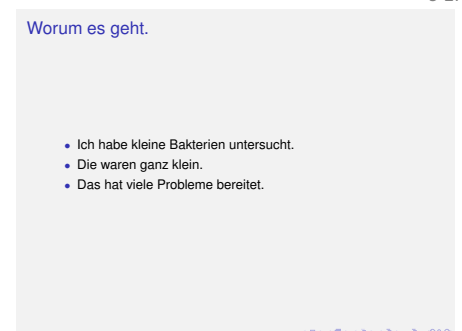 Worum es geht.
• Ich habe kleine Bakterien untersucht.
• Die waren ganz klein.
• Das hat viele Probleme bereitet.